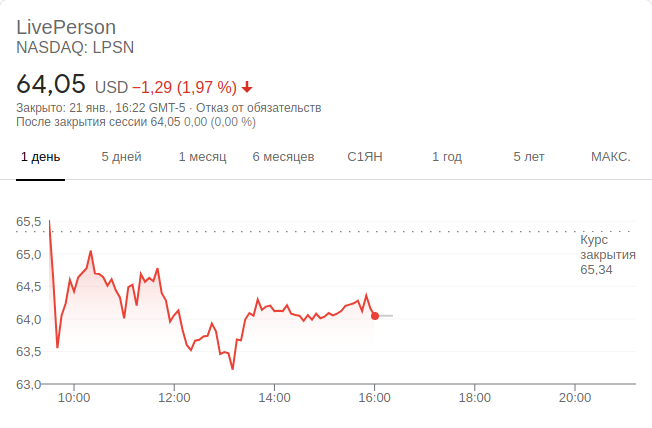 LivePerson
NASDAQ: LPSN
64,05 USD −1,29 (1,97 %)
Закрыто: 21 янв., 16:22 GMT-5 · Отказ от обязательств
После закрытия сессии 64,05 0,00 (0,00 %)
1 день 5 дней 1 месяц 6 месяцев С1ЯН 1 год 5 лет МАКС.
65,5
Курс
закрытия
65,34
65,0
64,5
64,0
63,5
63,0
10:00 12:00 14:00 16:00 18:00 20:00